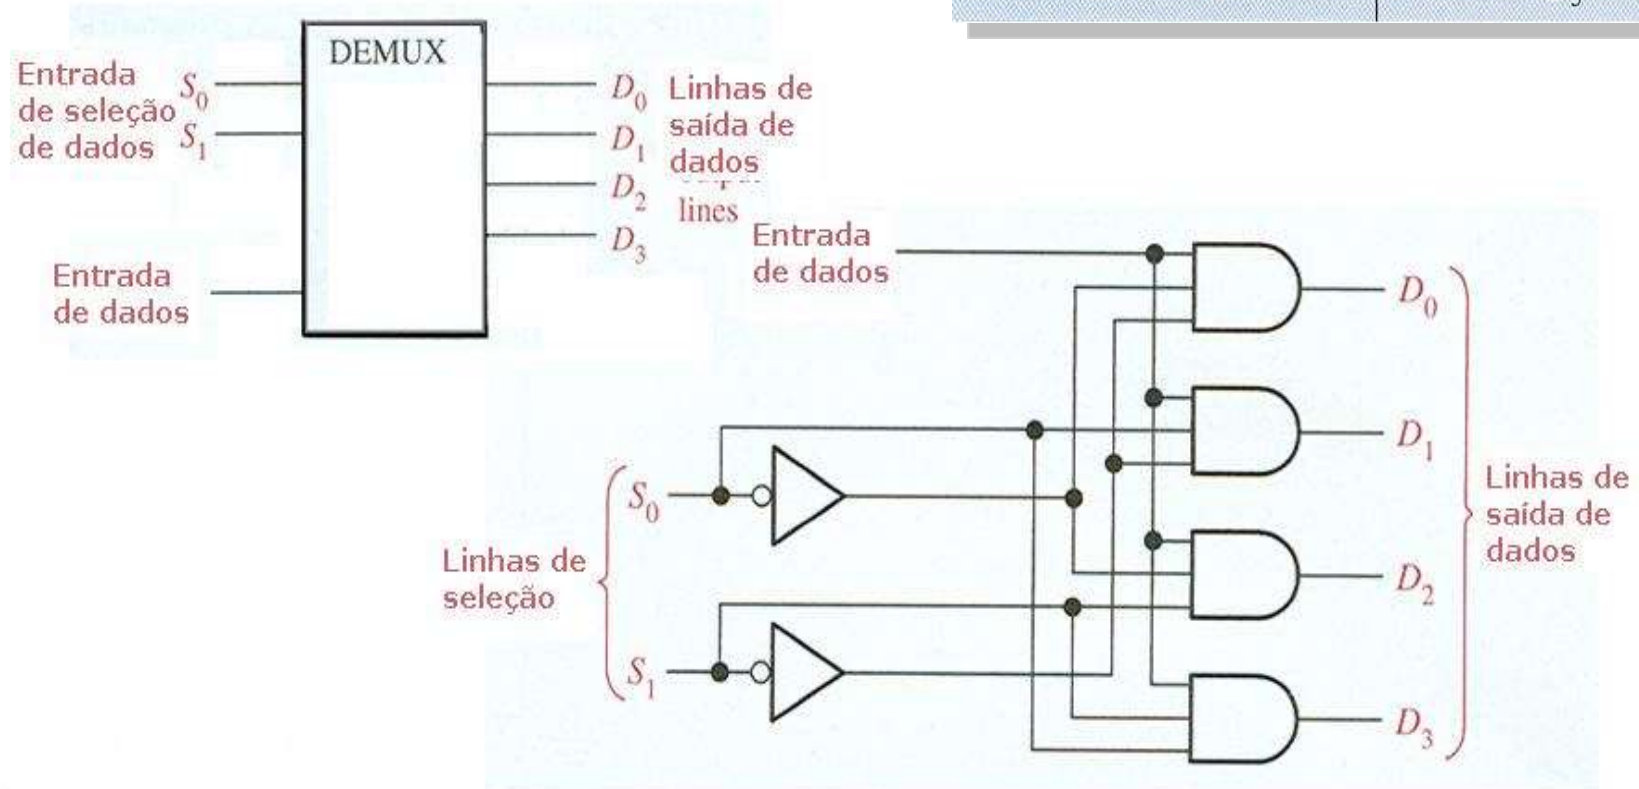 DEMUX
Entrada
de seleção
de dados
S0
S1
Entrada
de dados
D0
D1
D2
D3
Linhas de
saída de
dados
lines
Entrada
de dados
Linhas de
seleção
S0
S1
D0
D1
D2
D3
Linhas de
saída de
dados